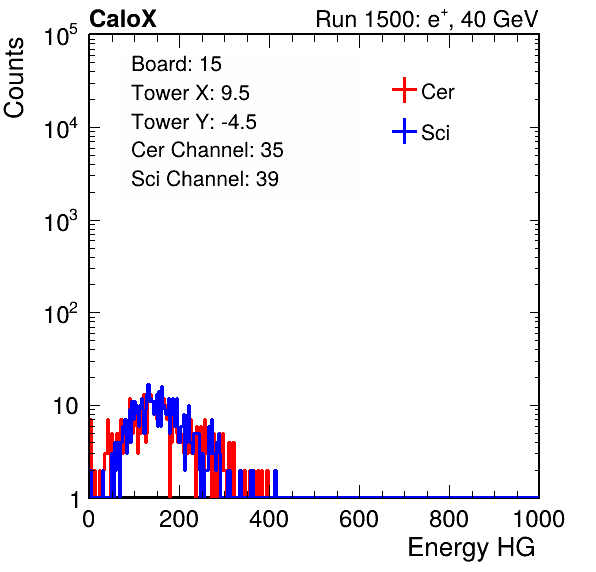 CaloX Run 1500: e⁺, 40 GeV
Counts
10⁵
10⁴
10³
10²
10
1
Board: 15
Tower X: 9.5
Tower Y: -4.5
Cer Channel: 35
Sci Channel: 39
Cer
Sci
0 200 400 600 800 1000
Energy HG